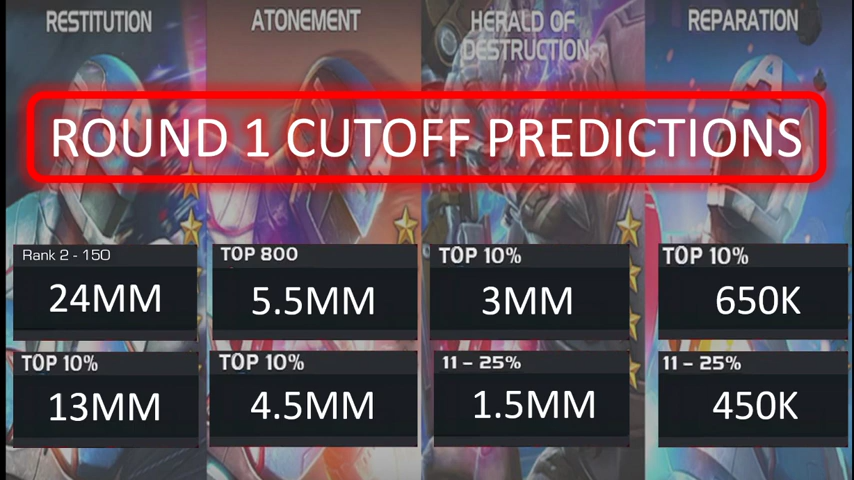 RESTITUTION
ATONEMENT
HERALD OF
DESTRUCTION
REPARATION
ROUND 1 CUTOFF PREDICTIONS
Rank 2 - 150
24MM
TOP 800
5.5MM
TOP 10%
3MM
TOP 10%
650K
TOP 10%
13MM
TOP 10%
4.5MM
11 – 25%
1.5MM
11 – 25%
450K